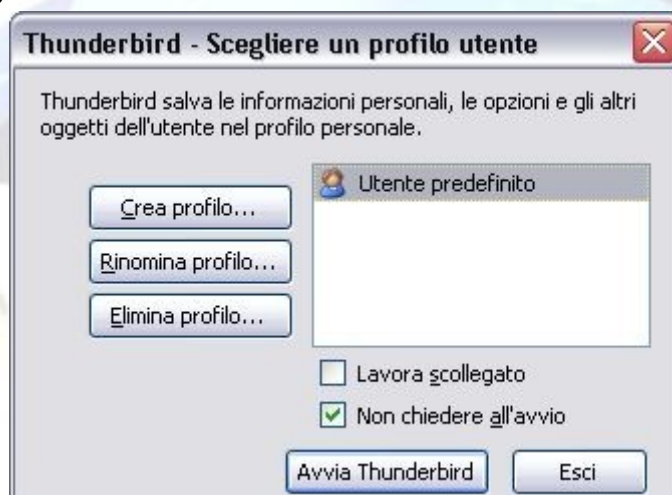 Thunderbird - Scegliere un profilo utente
Thunderbird salva le informazioni personali, le opzioni e gli altri
oggetti dell'utente nel profilo personale.
Utente predefinito
Crea profilo...
Rinomina profilo...
Elimina profilo...
Lavora scollegato
Non chiedere all'avvio
Avvia Thunderbird
Esci